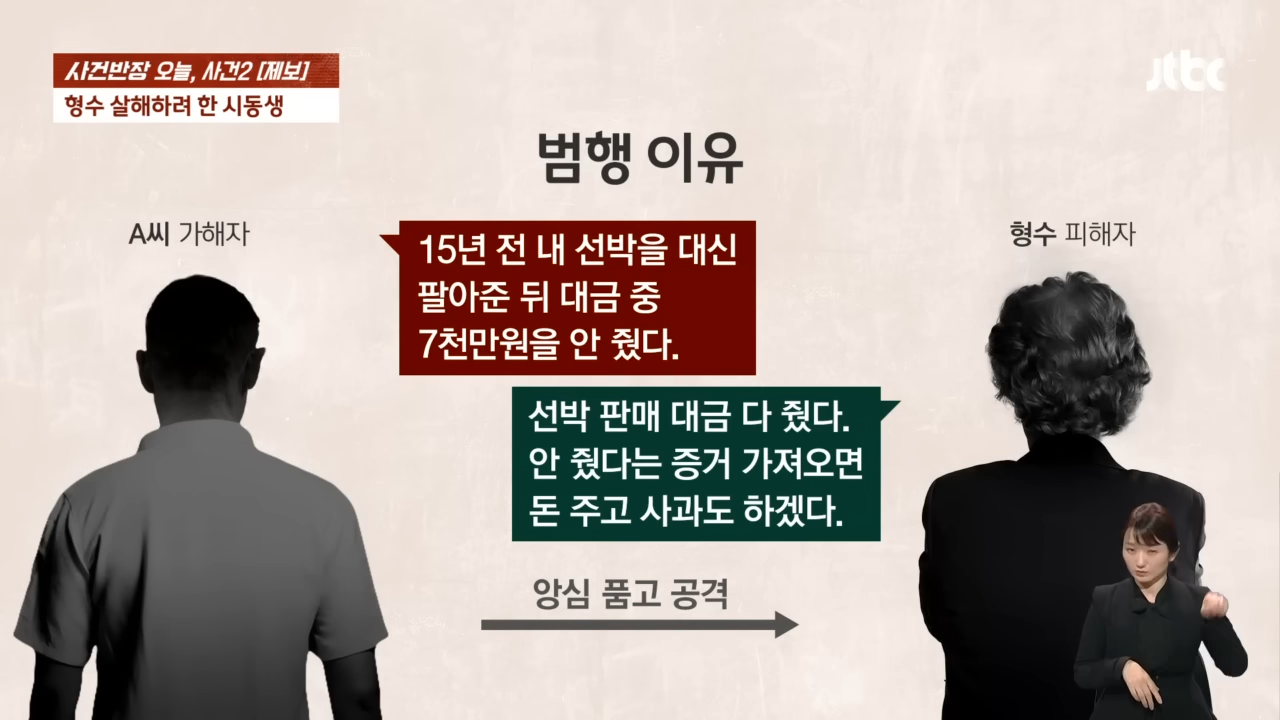 사건반장 오늘, 사건2 [제보]
형수 살해하려 한 시동생
jtbc
범행 이유
A씨 가해자
형수 피해자
15년 전 내 선박을 대신
팔아준 뒤 대금 중
7천만원을 안 줬다.
선박 판매 대금 다 줬다.
안 줬다는 증거 가져오면
돈 주고 사과도 하겠다.
앙심 품고 공격